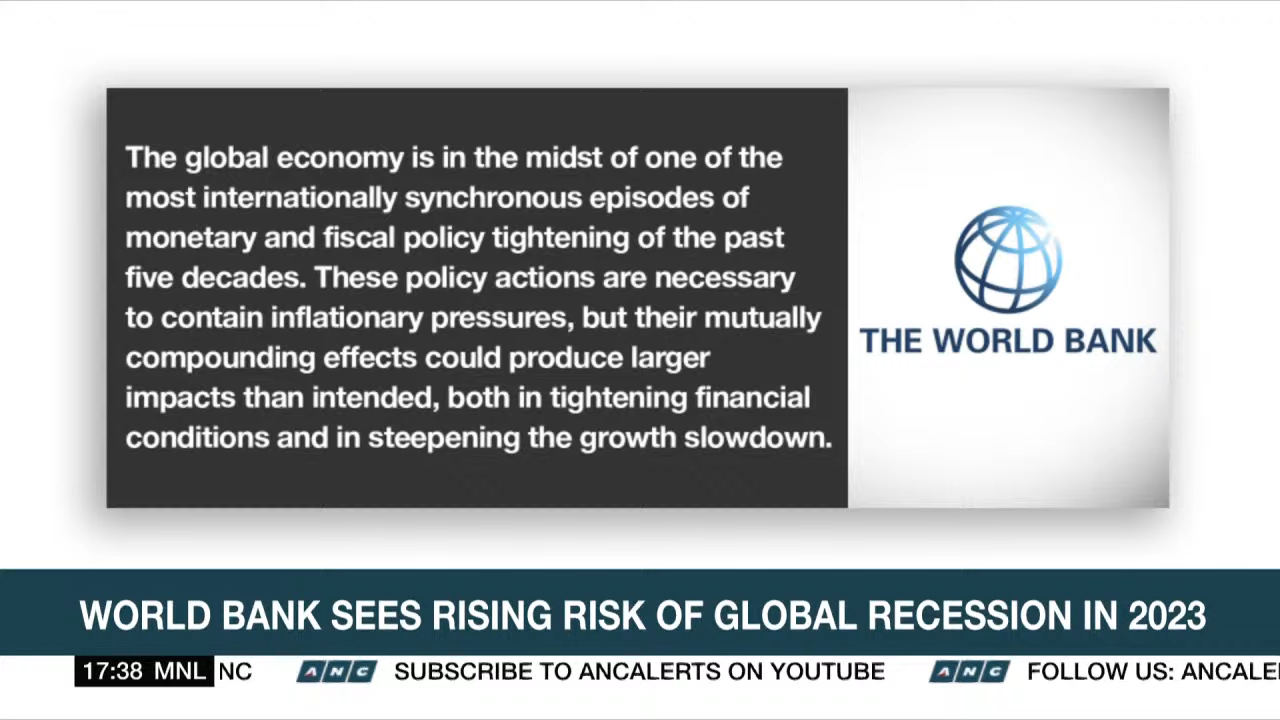 The global economy is in the midst of one of the
most internationally synchronous episodes of
monetary and fiscal policy tightening of the past
five decades. These policy actions are necessary
to contain inflationary pressures, but their mutually
compounding effects could produce larger
impacts than intended, both in tightening financial
conditions and in steepening the growth slowdown.
THE WORLD BANK
WORLD BANK SEES RISING RISK OF GLOBAL RECESSION IN 2023
17:38 MNL NC ANC SUBSCRIBE TO ANCALERTS ON YOUTUBE ANC FOLLOW US: ANCALE